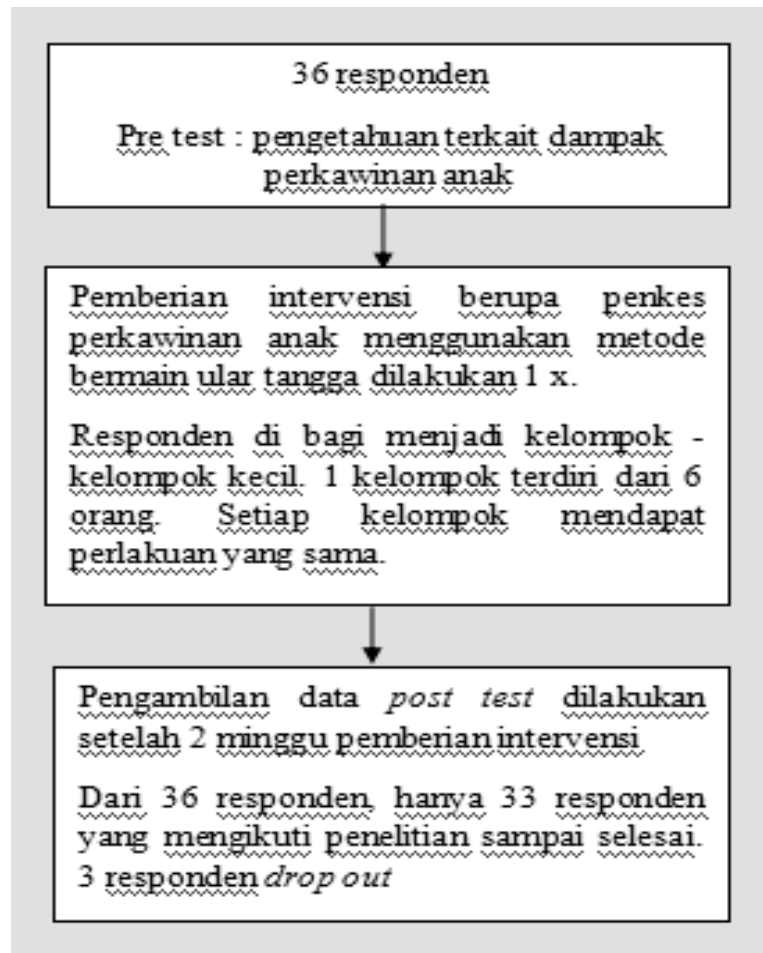 36 responden
Pre test : pengetahuan terkait dampak
perkawinan anak
Pemberian intervensi berupa penkes
perkawinan anak menggunakan metode
bermain ular tangga dilakukan 1 x.
Responden di bagi menjadi kelompok -
kelompok kecil. 1 kelompok terdiri dari 6
orang. Setiap kelompok mendapat
perlakuan yang sama.
Pengambilan data post test dilakukan
setelah 2 minggu pemberian intervensi
Dari 36 responden, hanya 33 responden
yang mengikuti penelitian sampai selesai.
3 responden drop out